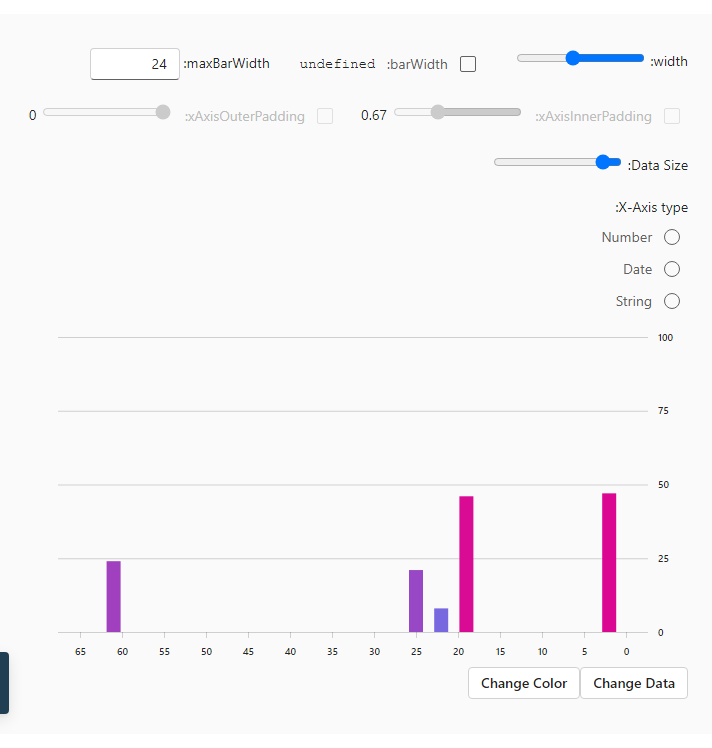 width:
barWidth: undefined
maxBarWidth: 24
xAxisInnerPadding: 0.67
xAxisOuterPadding: 0
Data Size:
X-Axis type:
Number
Date
String
100
75
50
25
0
65 60 55 50 45 40 35 30 25 20 15 10 5 0
Change Color Change Data